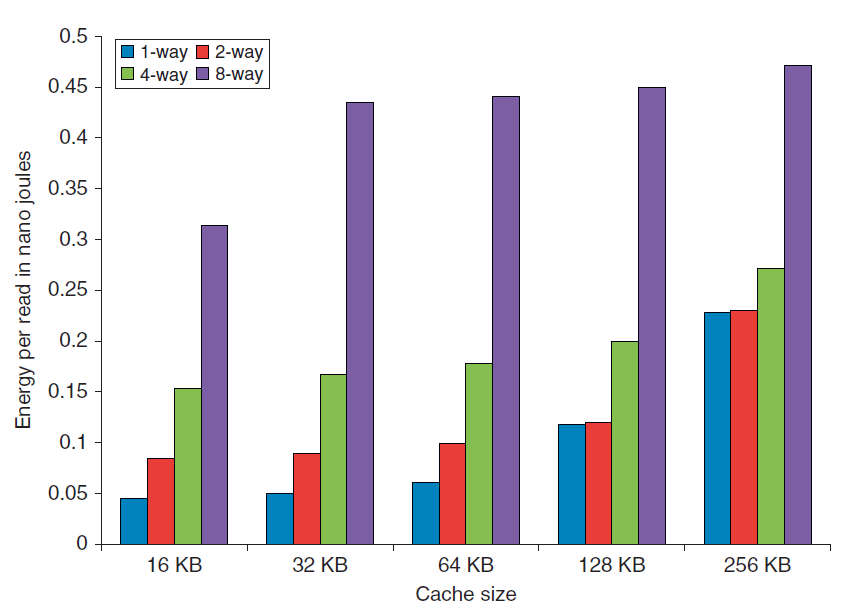 0.5
0.45
0.4
0.35
0.3
0.25
0.2
0.15
0.1
0.05
0
Energy per read in nano joules
1-way 2-way
4-way 8-way
16 KB 32 KB 64 KB 128 KB 256 KB
Cache size